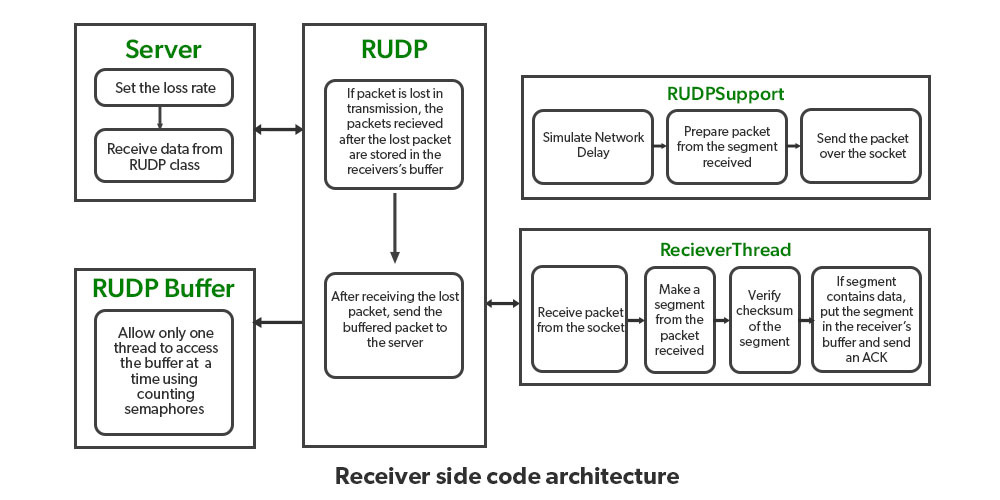 Server
Set the loss rate
Receive data from
RUDP class
RUDP Buffer
Allow only one
thread to access
the buffer at a
time using
counting
semaphores
RUDP
If packet is lost in
transmission, the
packets recieved
after the lost packet
are stored in the
receivers's buffer
After receiving the lost
packet, send the
buffered packet to
the server
RUDPSupport
Simulate Network
Delay
Prepare packet
from the segment
received
Send the packet
over the socket
RecieverThread
Receive packet
from the socket
Make a
segment
from the
packet
received
Verify
checksum
of the
segment
If segment
contains data,
put the segment
in the receiver's
buffer and send
an ACK
Receiver side code architecture